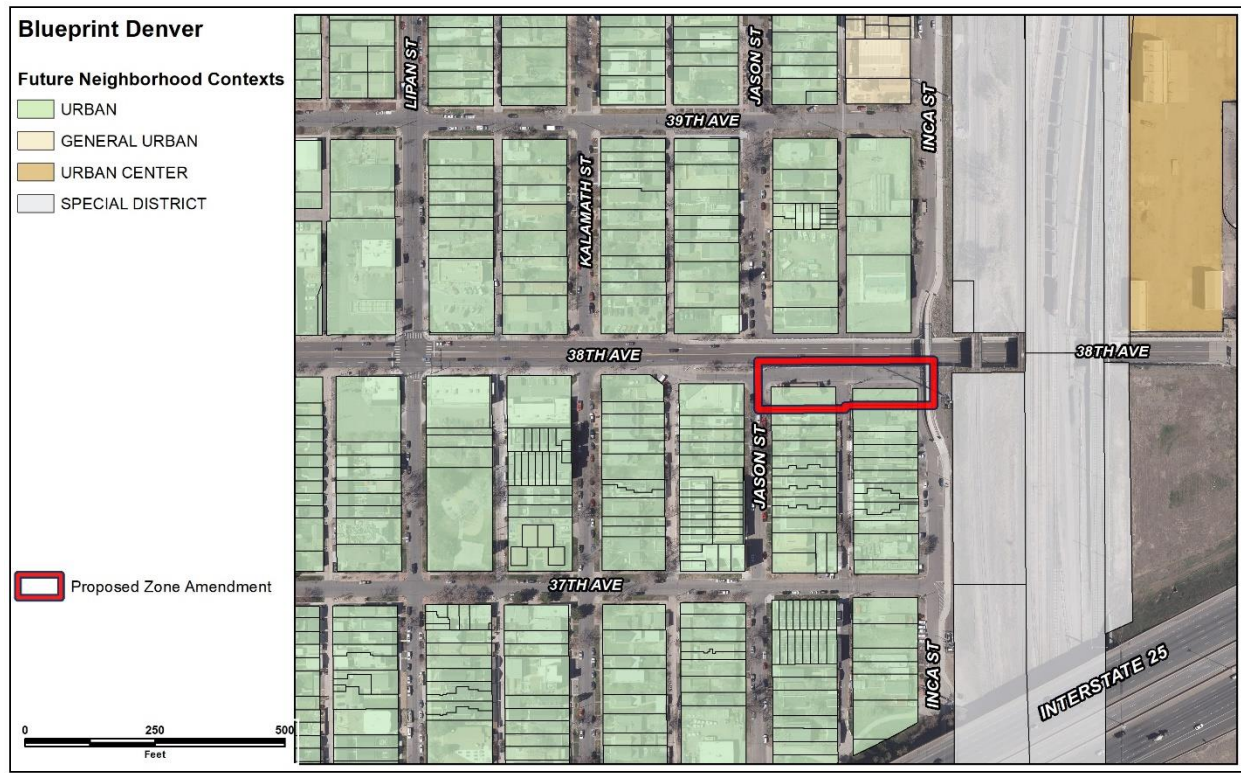 Blueprint Denver
Future Neighborhood Contexts
URBAN
GENERAL URBAN
URBAN CENTER
SPECIAL DISTRICT
Proposed Zone Amendment
0 250 500
Feet
LIPAN ST
JASON ST
INCA ST
39TH AVE
KALAMATH ST
38TH AVE
38TH AVE
JASON ST
37TH AVE
INCA ST
INTERSTATE 25